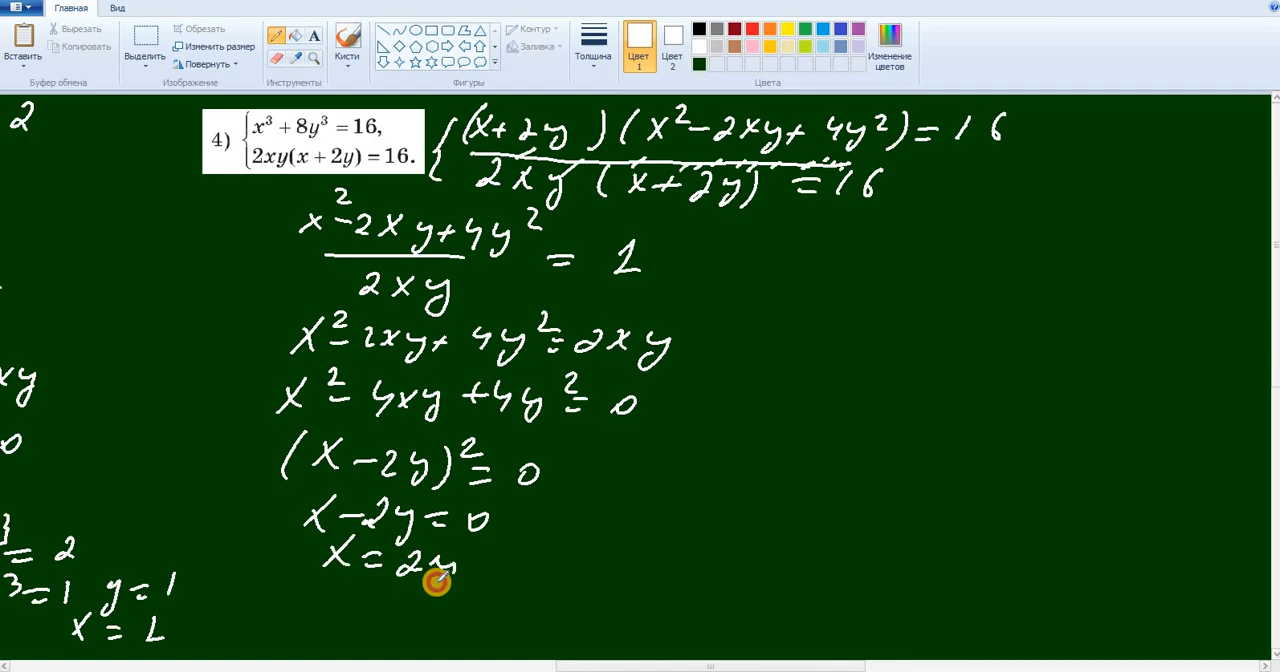 Главная Вид
Вставить
Вырезать
Копировать
Буфер обмена
Выделить
Обрезать
Изменить размер
Повернуть
Изображение
A
Инструменты
Кисти
Контур
Заливка
Фигуры
Толщина
Цвет 1
Цвет 2
Изменение цветов
Цвета
2
4) { x³ + 8y³ = 16,
2xy(x + 2y) = 16.
{ (x+2y)(x²-2xy+4y²)=16
2xy(x+2y)=16
x²-2xy+4y²
2xy
= 1
x²-2xy+4y²=2xy
xy
x²-4xy+4y²=0
0
(x-2y)²=0
x-2y=0
x=2y
= 2
3=1 y=1